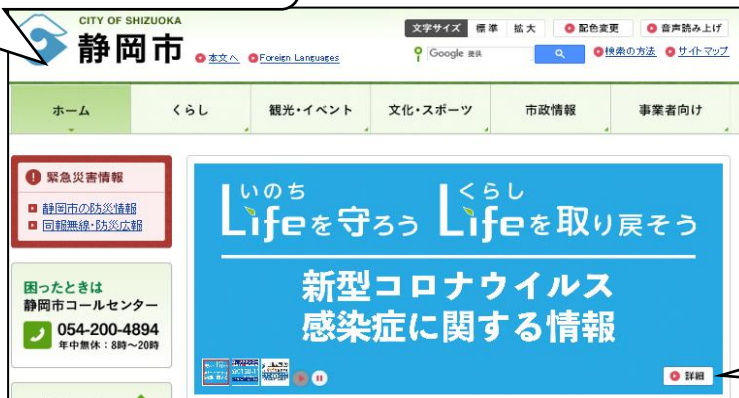 CITY OF SHIZUOKA
静岡市
本文へ Foreign Languages
文字サイズ 標準 拡大 配色変更 音声読み上げ
Google 提供 検索の方法 サイトマップ
ホーム くらし 観光・イベント 文化・スポーツ 市政情報 事業者向け
緊急災害情報
静岡市の防災情報
同報無線・防災広報
困ったときは
静岡市コールセンター
054-200-4894
年中無休:8時~20時
いのち くらし
Lifeを守ろう Lifeを取り戻そう
新型コロナウイルス
感染症に関する情報
詳細